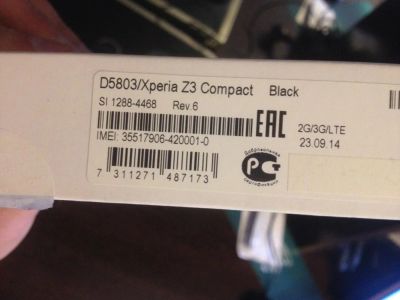 D5803/Xperia Z3 Compact Black
SI 1288-4468 Rev.6
EAC
2G/3G/LTE
IMEI: 35517906-420001-0
23.09.14
РСТ
7 311271 487173